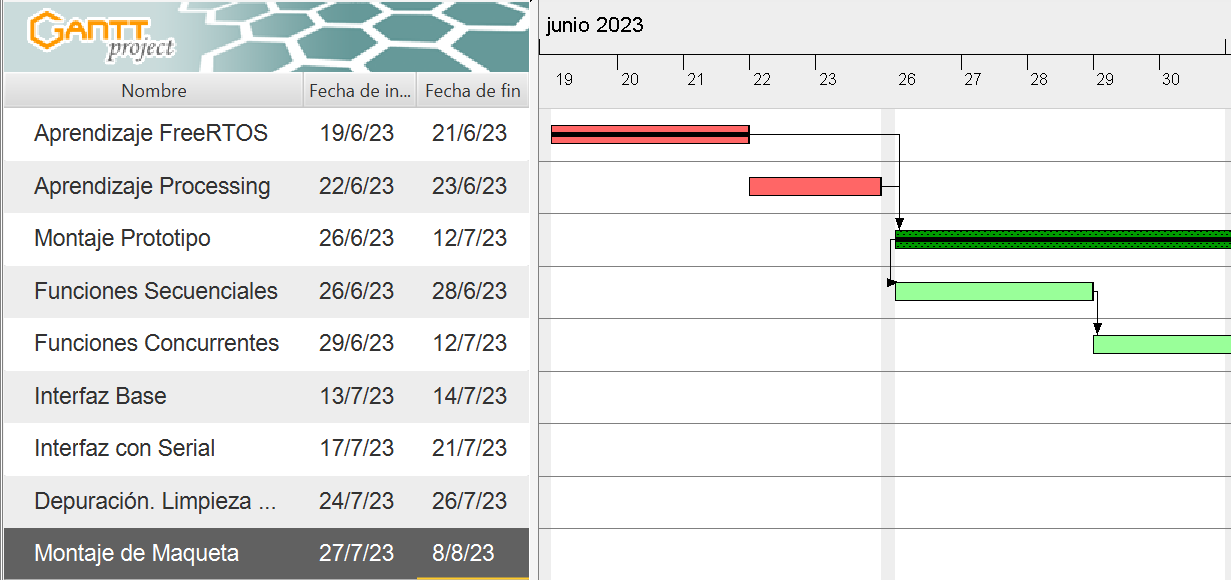 GANTT
project
junio 2023
19 20 21 22 23 26 27 28 29 30
Nombre Fecha de in... Fecha de fin
Aprendizaje FreeRTOS 19/6/23 21/6/23
Aprendizaje Processing 22/6/23 23/6/23
Montaje Prototipo 26/6/23 12/7/23
Funciones Secuenciales 26/6/23 28/6/23
Funciones Concurrentes 29/6/23 12/7/23
Interfaz Base 13/7/23 14/7/23
Interfaz con Serial 17/7/23 21/7/23
Depuración. Limpieza ... 24/7/23 26/7/23
Montaje de Maqueta 27/7/23 8/8/23